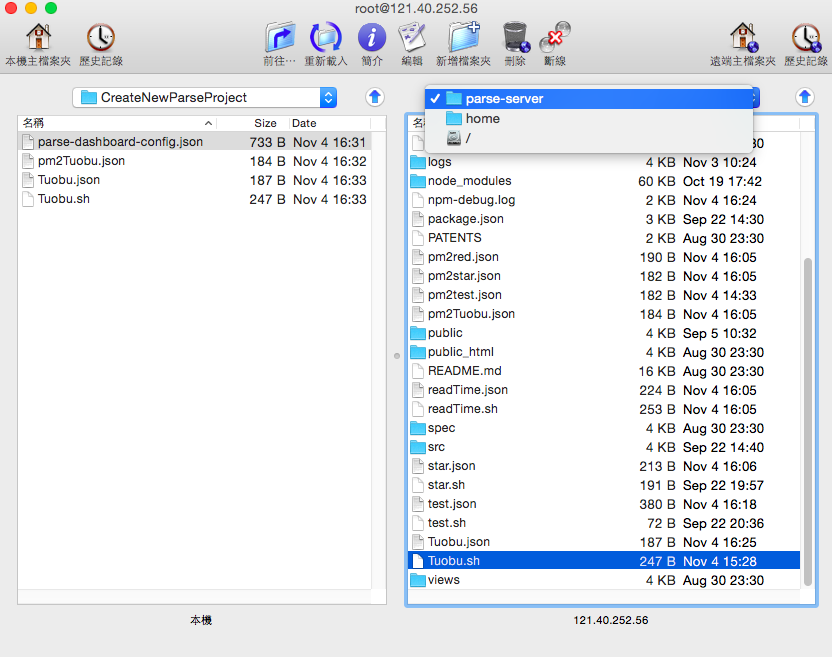 root@121.40.252.56
本機主檔案夾 歷史記錄 前往… 重新載入 簡介 編輯 新增檔案夾 刪除 斷線 遠端主檔案夾 歷史記錄
CreateNewParseProject
✓ parse-server
home
/
名稱 Size Date
parse-dashboard-config.json 733 B Nov 4 16:31
pm2Tuobu.json 184 B Nov 4 16:32
Tuobu.json 187 B Nov 4 16:33
Tuobu.sh 247 B Nov 4 16:33
logs 4 KB Nov 3 10:24
node_modules 60 KB Oct 19 17:42
npm-debug.log 2 KB Nov 4 16:24
package.json 3 KB Sep 22 14:30
PATENTS 2 KB Aug 30 23:30
pm2red.json 190 B Nov 4 16:05
pm2star.json 182 B Nov 4 16:05
pm2test.json 182 B Nov 4 14:33
pm2Tuobu.json 184 B Nov 4 16:05
public 4 KB Sep 5 10:32
public_html 4 KB Aug 30 23:30
README.md 16 KB Aug 30 23:30
readTime.json 224 B Nov 4 16:05
readTime.sh 253 B Nov 4 16:05
spec 4 KB Aug 30 23:30
src 4 KB Sep 22 14:40
star.json 213 B Nov 4 16:06
star.sh 191 B Sep 22 19:57
test.json 380 B Nov 4 16:18
test.sh 72 B Sep 22 20:36
Tuobu.json 187 B Nov 4 16:25
Tuobu.sh 247 B Nov 4 15:28
views 4 KB Aug 30 23:30
本機
121.40.252.56